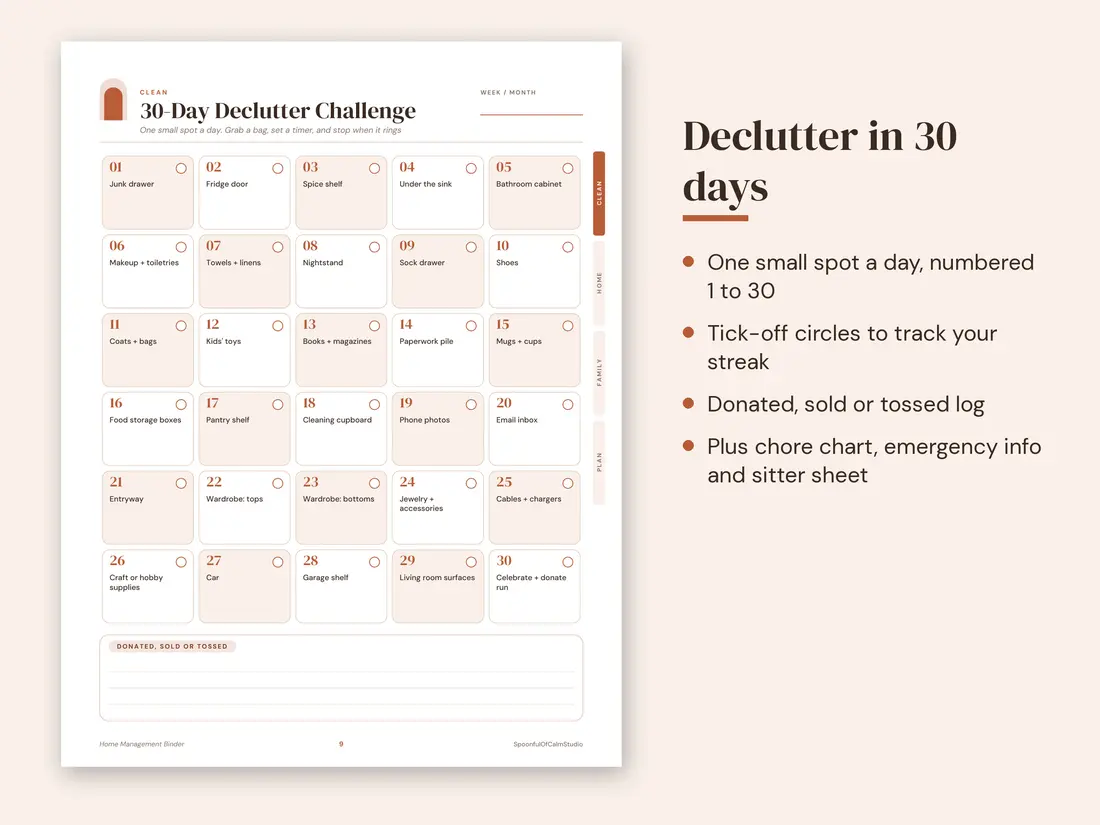 CLEAN
30-Day Declutter Challenge
One small spot a day. Grab a bag, set a timer, and stop when it rings
WEEK / MONTH
01
Junk drawer
02
Fridge door
03
Spice shelf
04
Under the sink
05
Bathroom cabinet
06
Makeup + toiletries
07
Towels + linens
08
Nightstand
09
Sock drawer
10
Shoes
11
Coats + bags
12
Kids' toys
13
Books + magazines
14
Paperwork pile
15
Mugs + cups
16
Food storage boxes
17
Pantry shelf
18
Cleaning cupboard
19
Phone photos
20
Email inbox
21
Entryway
22
Wardrobe: tops
23
Wardrobe: bottoms
24
Jewelry +
accessories
25
Cables + chargers
26
Craft or hobby
supplies
27
Car
28
Garage shelf
29
Living room surfaces
30
Celebrate + donate
run
DONATED, SOLD OR TOSSED
Home Management Binder
9
SpoonfulOfCalmStudio
CLEAN
HOME
FAMILY
PLAN
Declutter in 30
days
One small spot a day, numbered
1 to 30
Tick-off circles to track your
streak
Donated, sold or tossed log
Plus chore chart, emergency info
and sitter sheet